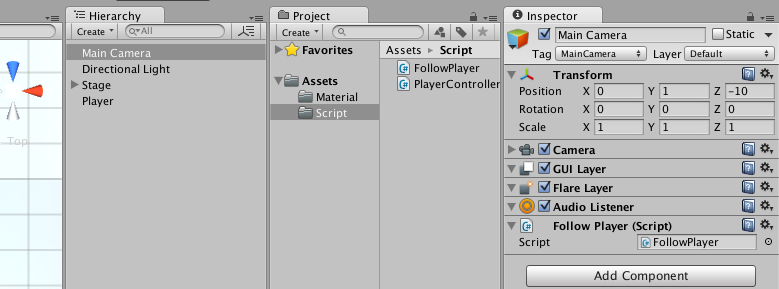 Top
Hierarchy
Create
All
Main Camera
Directional Light
Stage
Player
Project
Create
Favorites
Assets
Material
Script
Assets Script
FollowPlayer
PlayerController
Inspector
Main Camera Static
Tag MainCamera Layer Default
Transform
Position X 0 Y 1 Z -10
Rotation X 0 Y 0 Z 0
Scale X 1 Y 1 Z 1
Camera
GUI Layer
Flare Layer
Audio Listener
Follow Player (Script)
Script FollowPlayer
Add Component